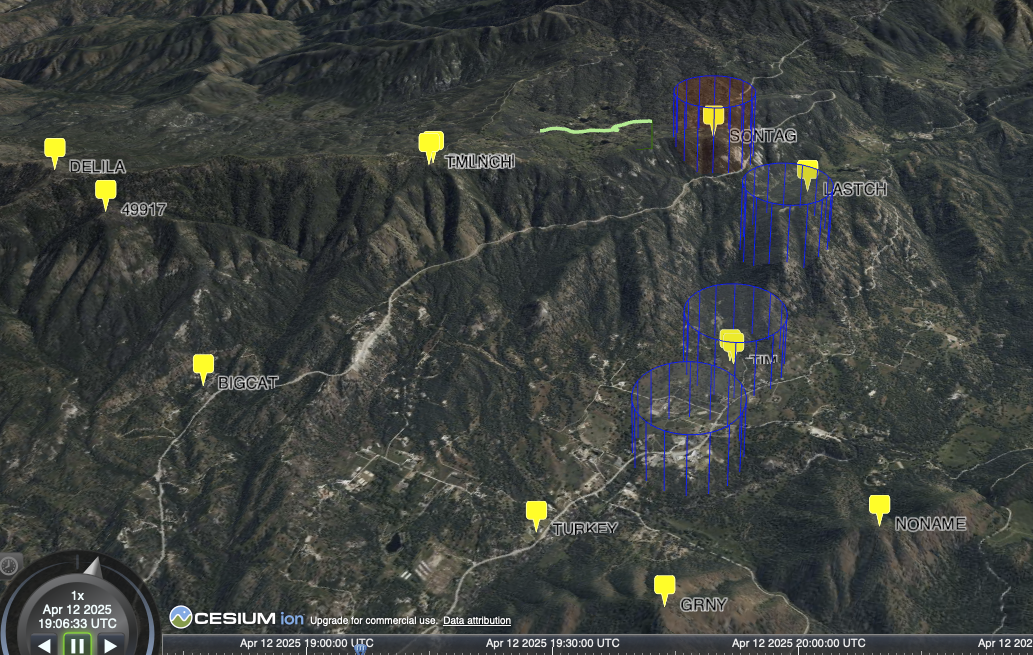 SONTAG
DELILA
TMLNCH
LASTCH
49917
TIM
BIGCAT
TURKEY
NONAME
GRNY
1x
Apr 12 2025
19:06:33 UTC
CESIUM ion Upgrade for commercial use. Data attribution
Apr 12 2025 19:00:00 UTC Apr 12 2025 19:30:00 UTC Apr 12 2025 20:00:00 UTC Apr 12 202